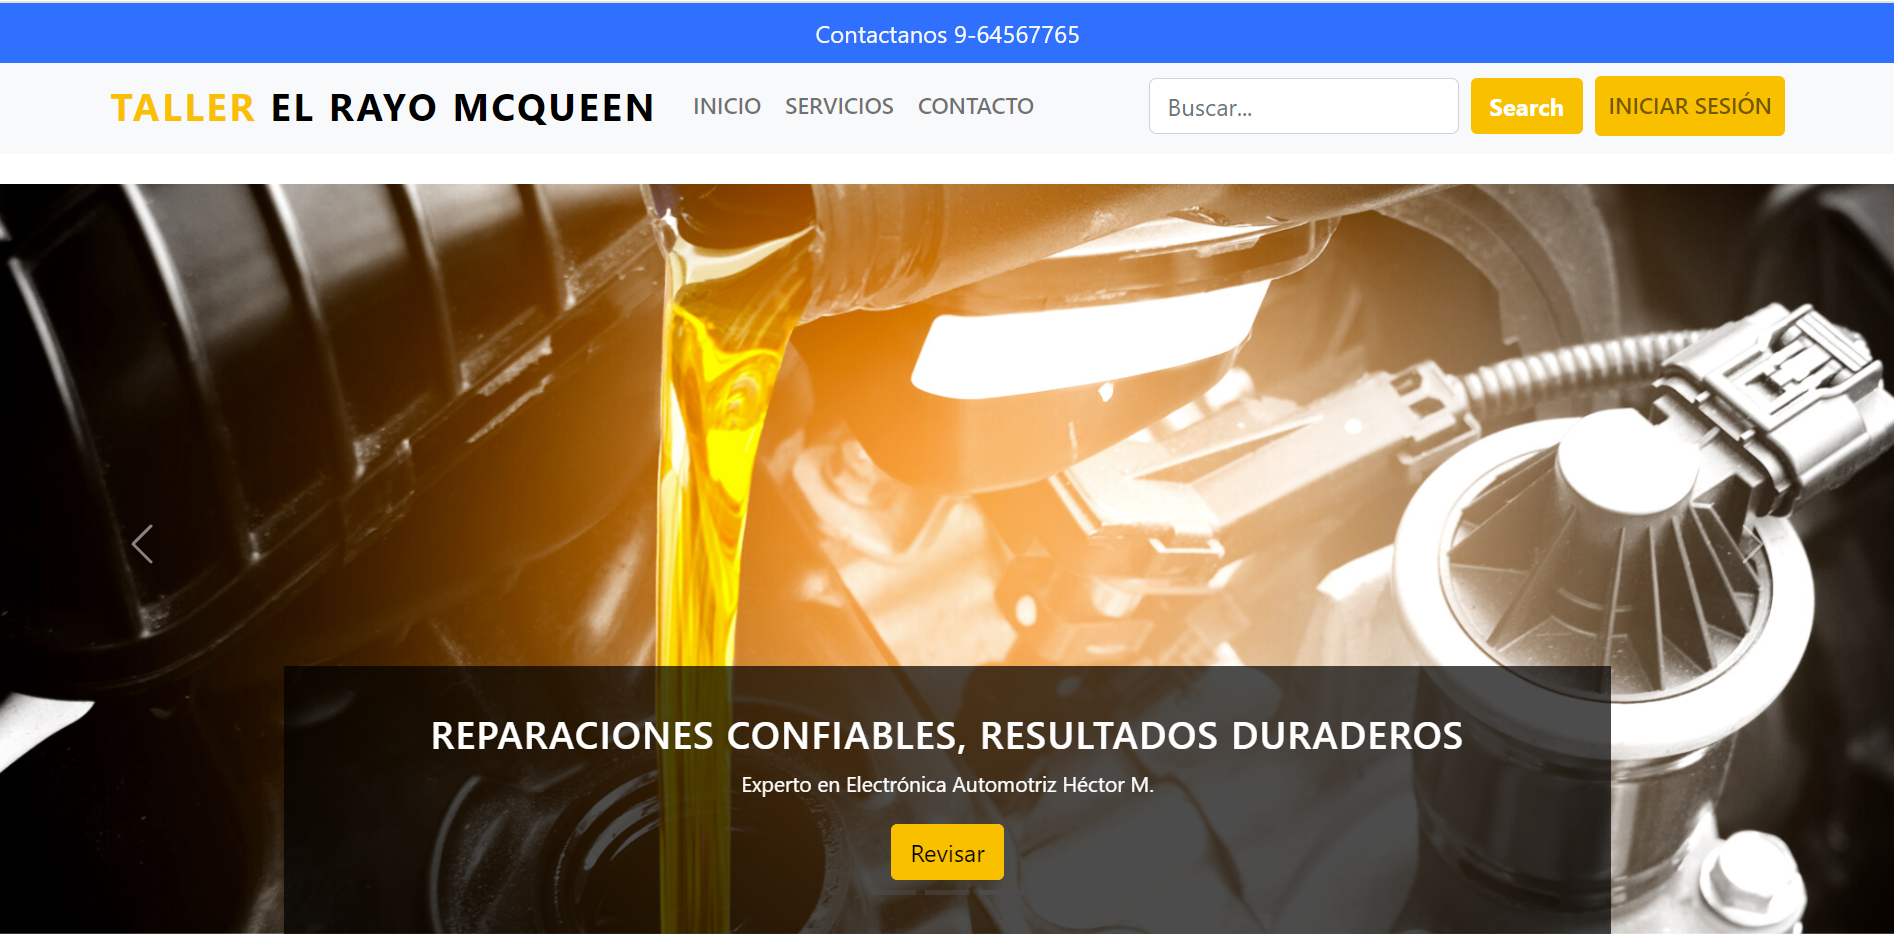 Contactanos 9-64567765
TALLER EL RAYO MCQUEEN INICIO SERVICIOS CONTACTO Buscar... Search INICIAR SESIÓN
REPARACIONES CONFIABLES, RESULTADOS DURADEROS
Experto en Electrónica Automotriz Héctor M.
Revisar